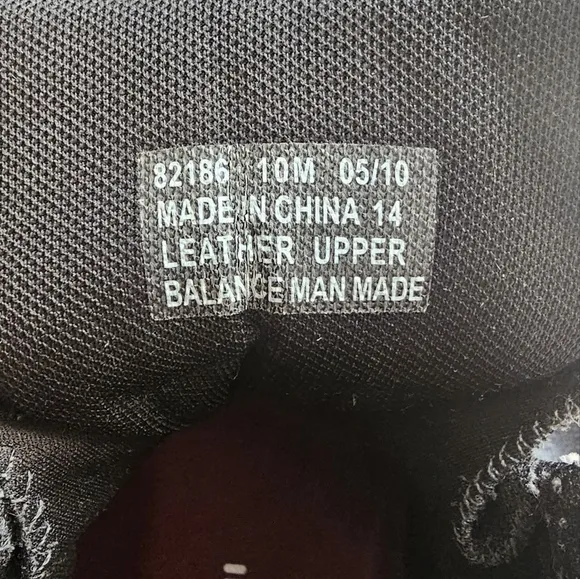 82186 10M 05/10
MADE IN CHINA 14
LEATHER UPPER
BALANCE MAN MADE